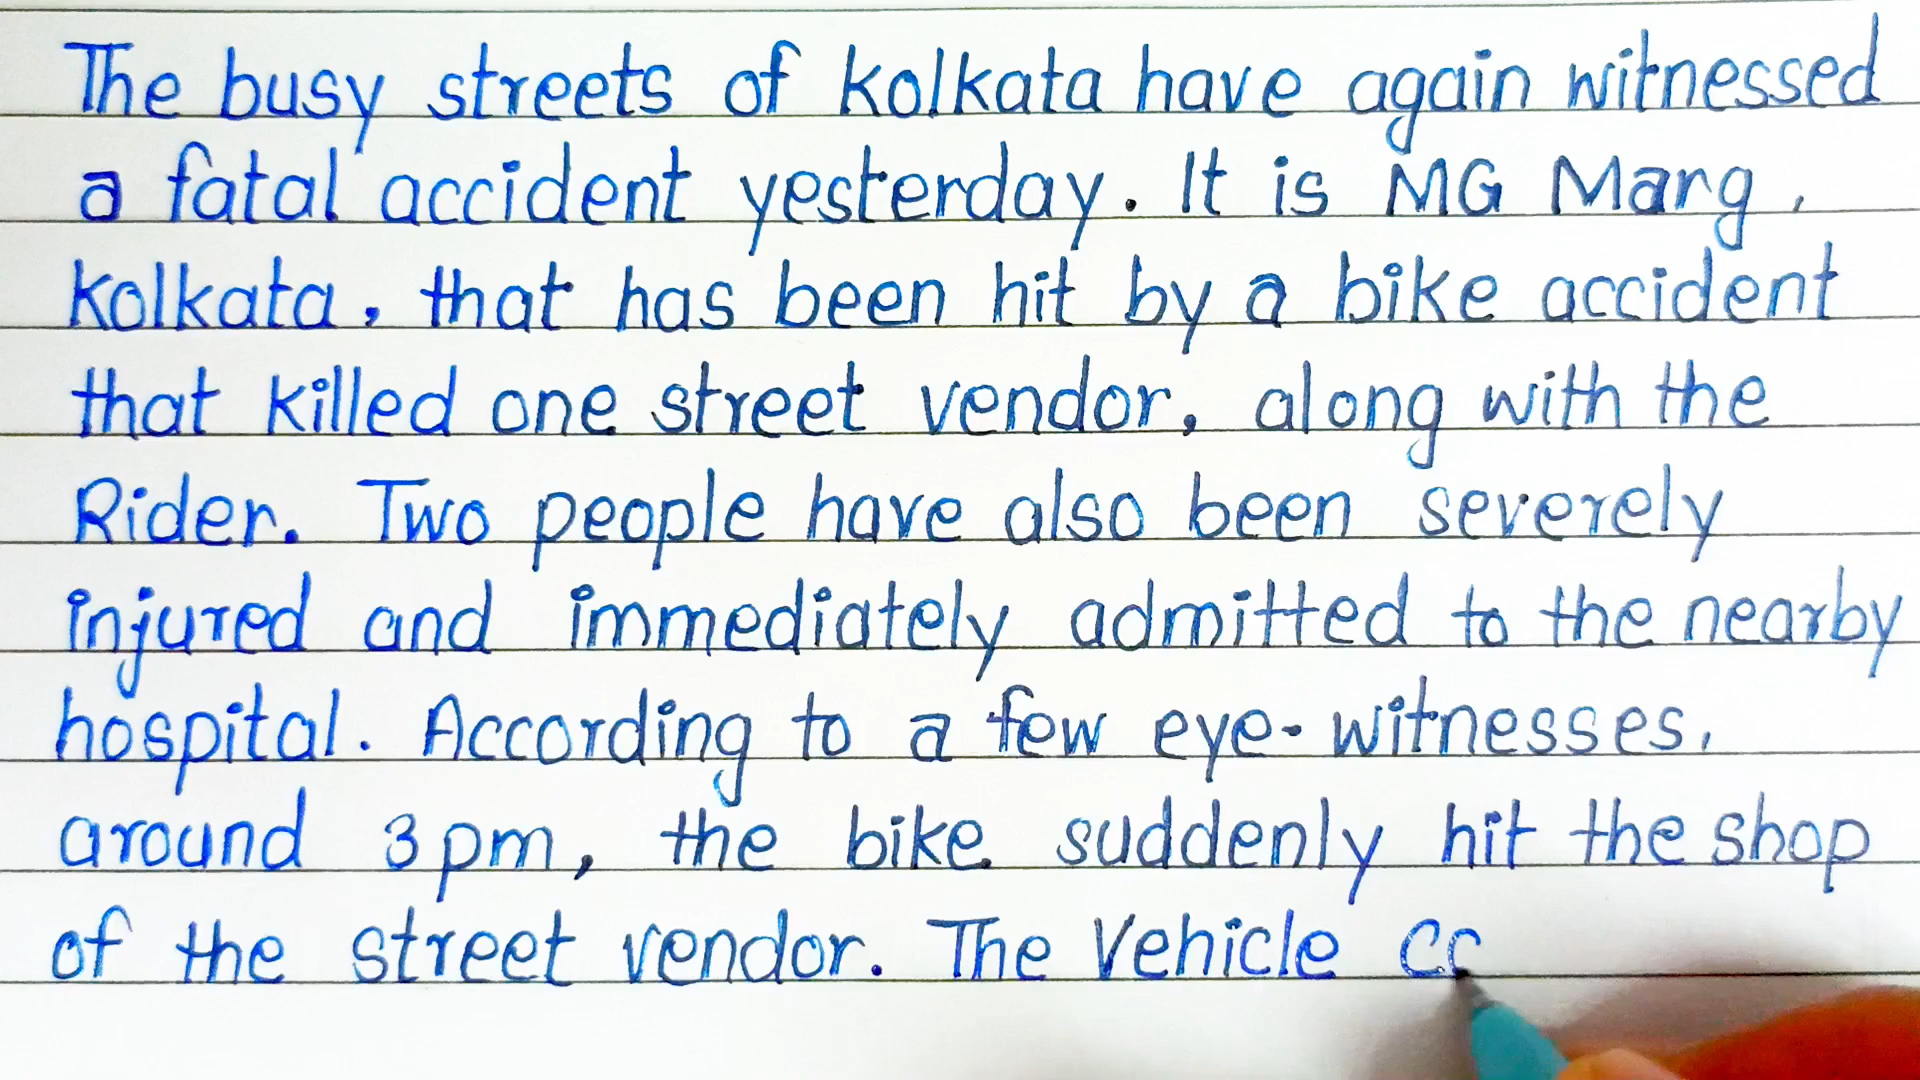 The busy streets of Kolkata have again witnessed
a fatal accident yesterday. It is MG Marg,
Kolkata, that has been hit by a bike accident
that killed one street vendor, along with the
Rider. Two people have also been severely
injured and immediately admitted to the nearby
hospital. According to a few eye-witnesses,
around 3pm, the bike suddenly hit the shop
of the street vendor. The Vehicle